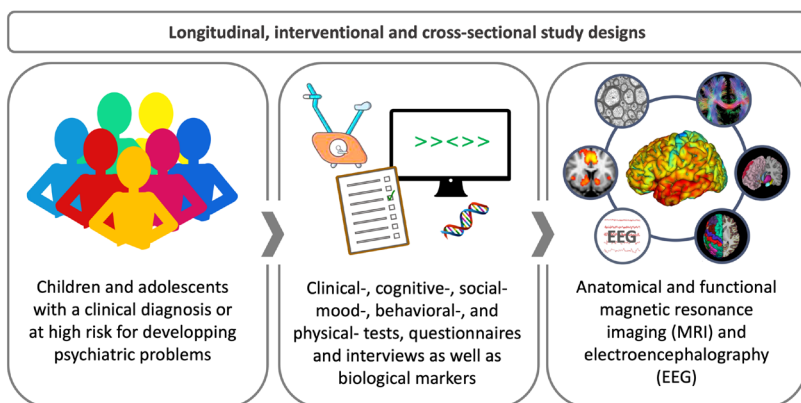 Longitudinal, interventional and cross-sectional study designs
>><>>
EEG
Children and adolescents
with a clinical diagnosis or
at high risk for developping
psychiatric problems
Clinical-, cognitive-, social-
mood-, behavioral-, and
physical- tests, questionnaires
and interviews as well as
biological markers
Anatomical and functional
magnetic resonance
imaging (MRI) and
electroencephalography
(EEG)